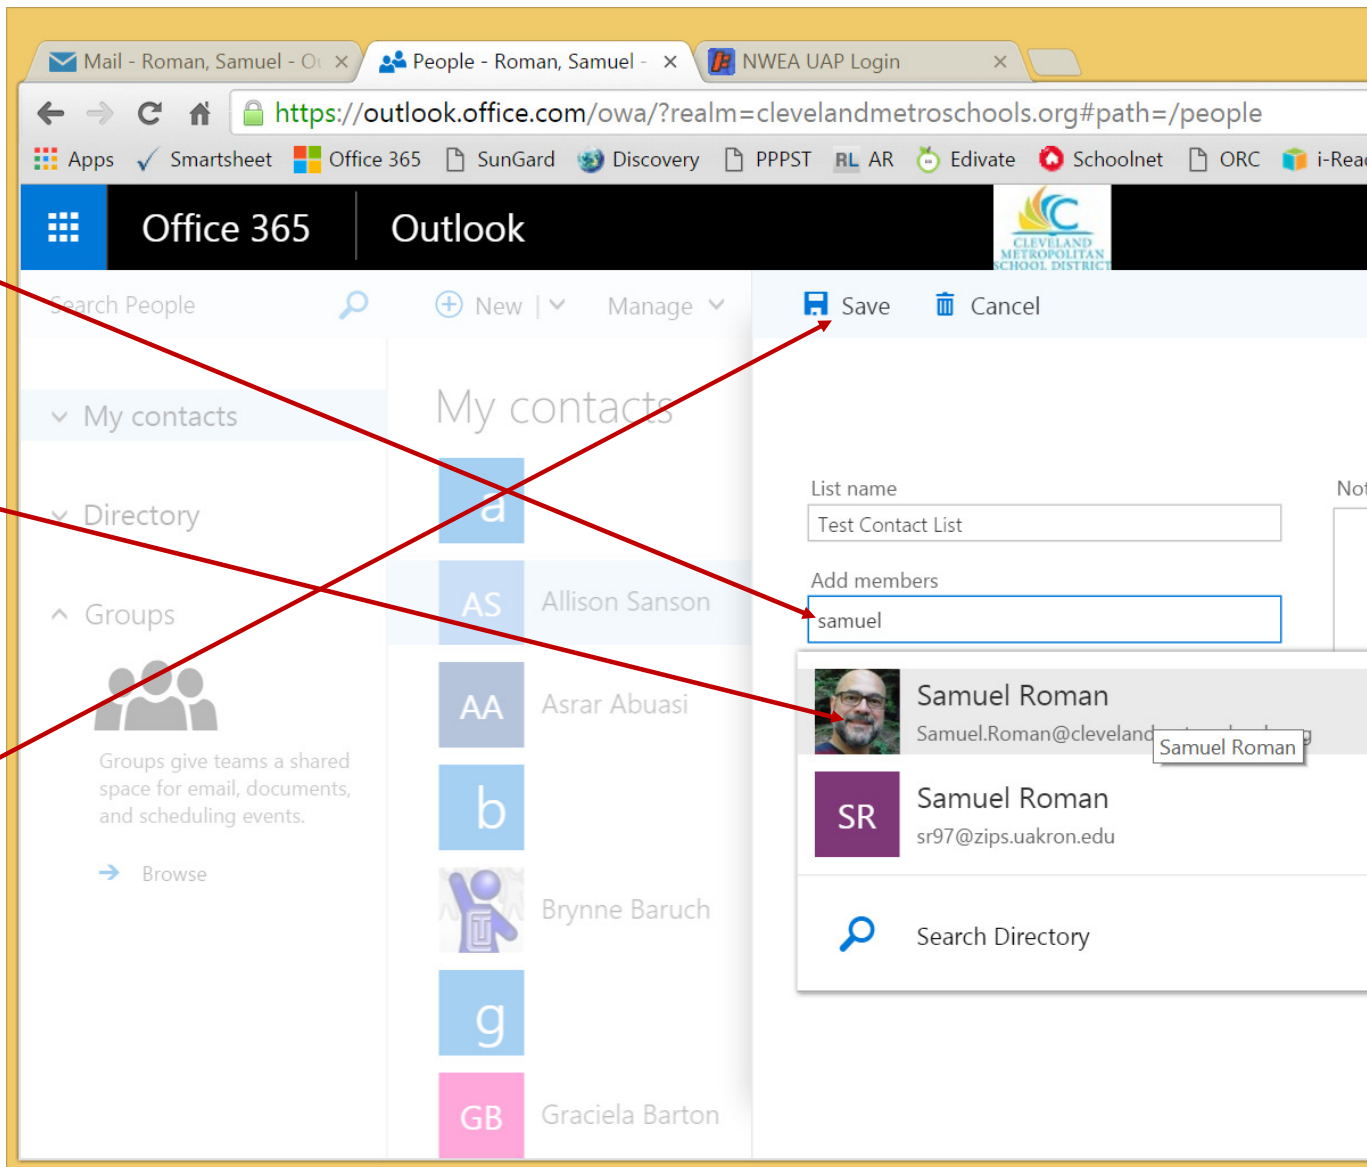 Mail - Roman, Samuel - Ou
People - Roman, Samuel -
NWEA UAP Login
https://outlook.office.com/owa/?realm=clevelandmetroschools.org#path=/people
Apps Smartsheet Office 365 SunGard Discovery PPPST RL AR Edivate Schoolnet ORC i-Rea
Office 365 Outlook
CLEVELAND
METROPOLITAN
SCHOOL DISTRICT
Search People
New Manage
Save Cancel
My contacts
Directory
Groups
Groups give teams a shared
space for email, documents,
and scheduling events.
Browse
My contacts
a
AS Allison Sanson
AA Asrar Abuasi
b
Brynne Baruch
g
GB Graciela Barton
List name
Test Contact List
Not
Add members
samuel
Samuel Roman
Samuel.Roman@cleveland
Samuel Roman
SR Samuel Roman
sr97@zips.uakron.edu
Search Directory